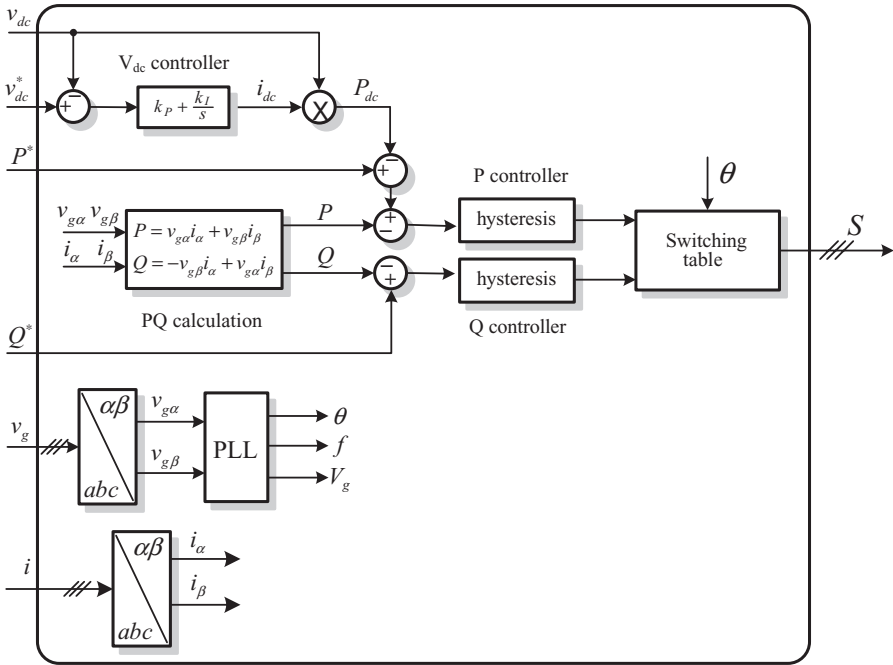 v_dc
V_dc controller
v*_dc
+
−
k_P + k_I/s
i_dc
X
P_dc
P*
+
−
P controller
θ
v_gα v_gβ
i_α i_β
P = v_gα i_α + v_gβ i_β
Q = −v_gβ i_α + v_gα i_β
P
Q
+
−
hysteresis
−
+
hysteresis
Switching
table
S
PQ calculation
Q controller
Q*
v_g
αβ
abc
v_gα
v_gβ
PLL
θ
f
V_g
i
αβ
abc
i_α
i_β